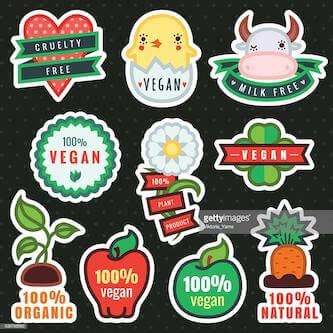 CRUELTY
FREE
VEGAN
MILK FREE
100%
VEGAN
100%
PLANT
PRODUCT
VEGAN
gettyimages
Viktoria_Yams
100%
ORGANIC
100%
vegan
100%
vegan
100%
NATURAL